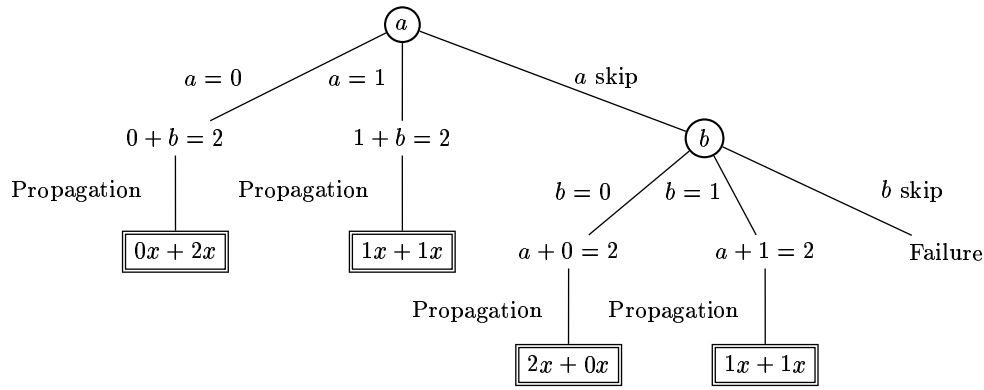 a
a = 0
a = 1
a skip
0 + b = 2
1 + b = 2
b
Propagation
Propagation
b = 0
b = 1
b skip
0x + 2x
1x + 1x
a + 0 = 2
a + 1 = 2
Failure
Propagation
Propagation
2x + 0x
1x + 1x